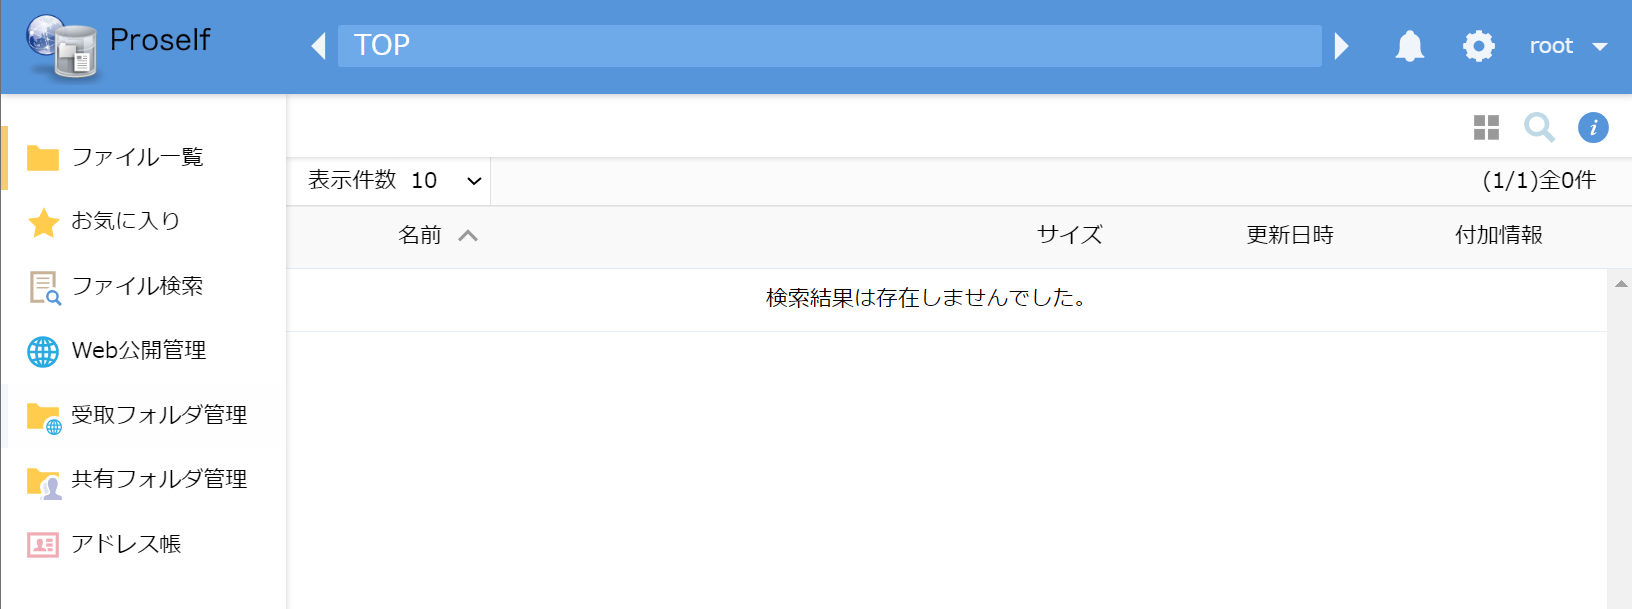 Proself
TOP
root
ファイル一覧
お気に入り
ファイル検索
Web公開管理
受取フォルダ管理
共有フォルダ管理
アドレス帳
表示件数 10
(1/1)全0件
名前 サイズ 更新日時 付加情報
検索結果は存在しませんでした。